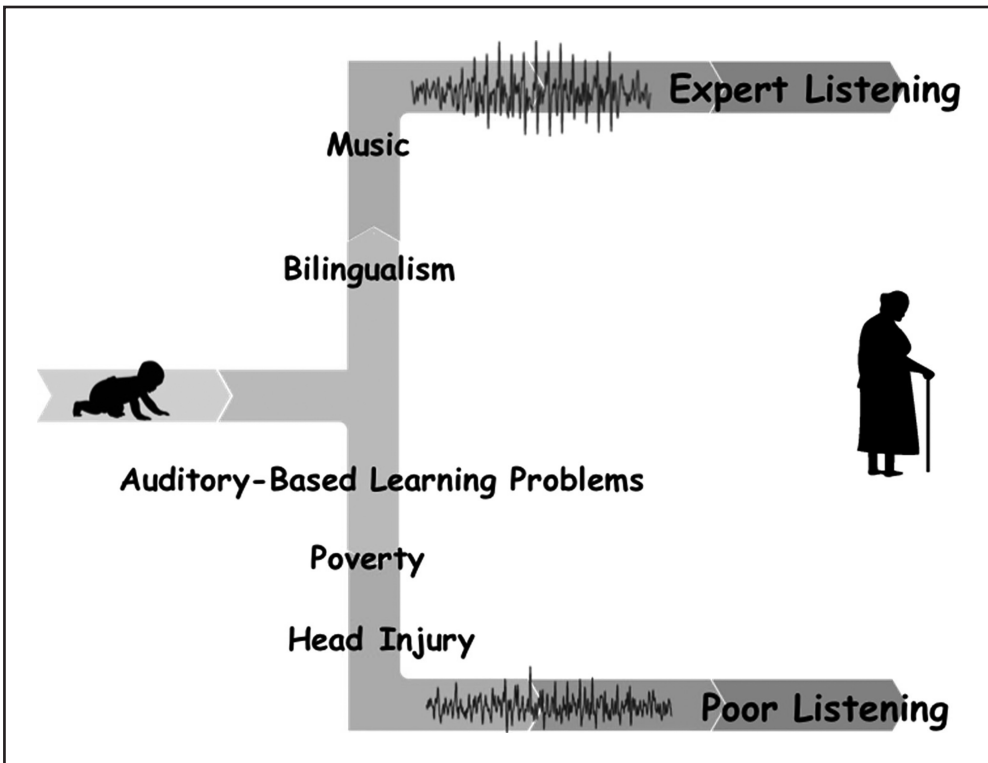 Expert Listening
Music
Bilingualism
Auditory-Based Learning Problems
Poverty
Head Injury
Poor Listening